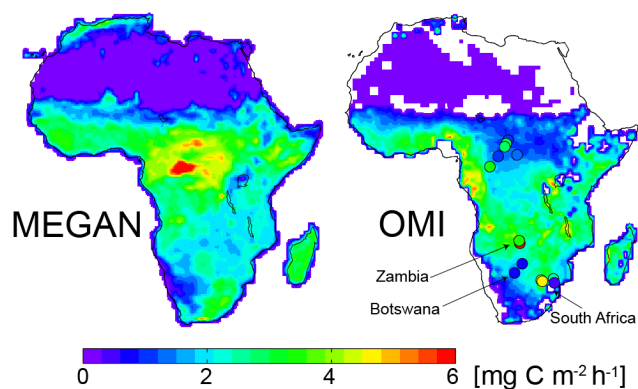 MEGAN
OMI
Zambia
Botswana
South Africa
0 2 4 6 [mg C m⁻² h⁻¹]